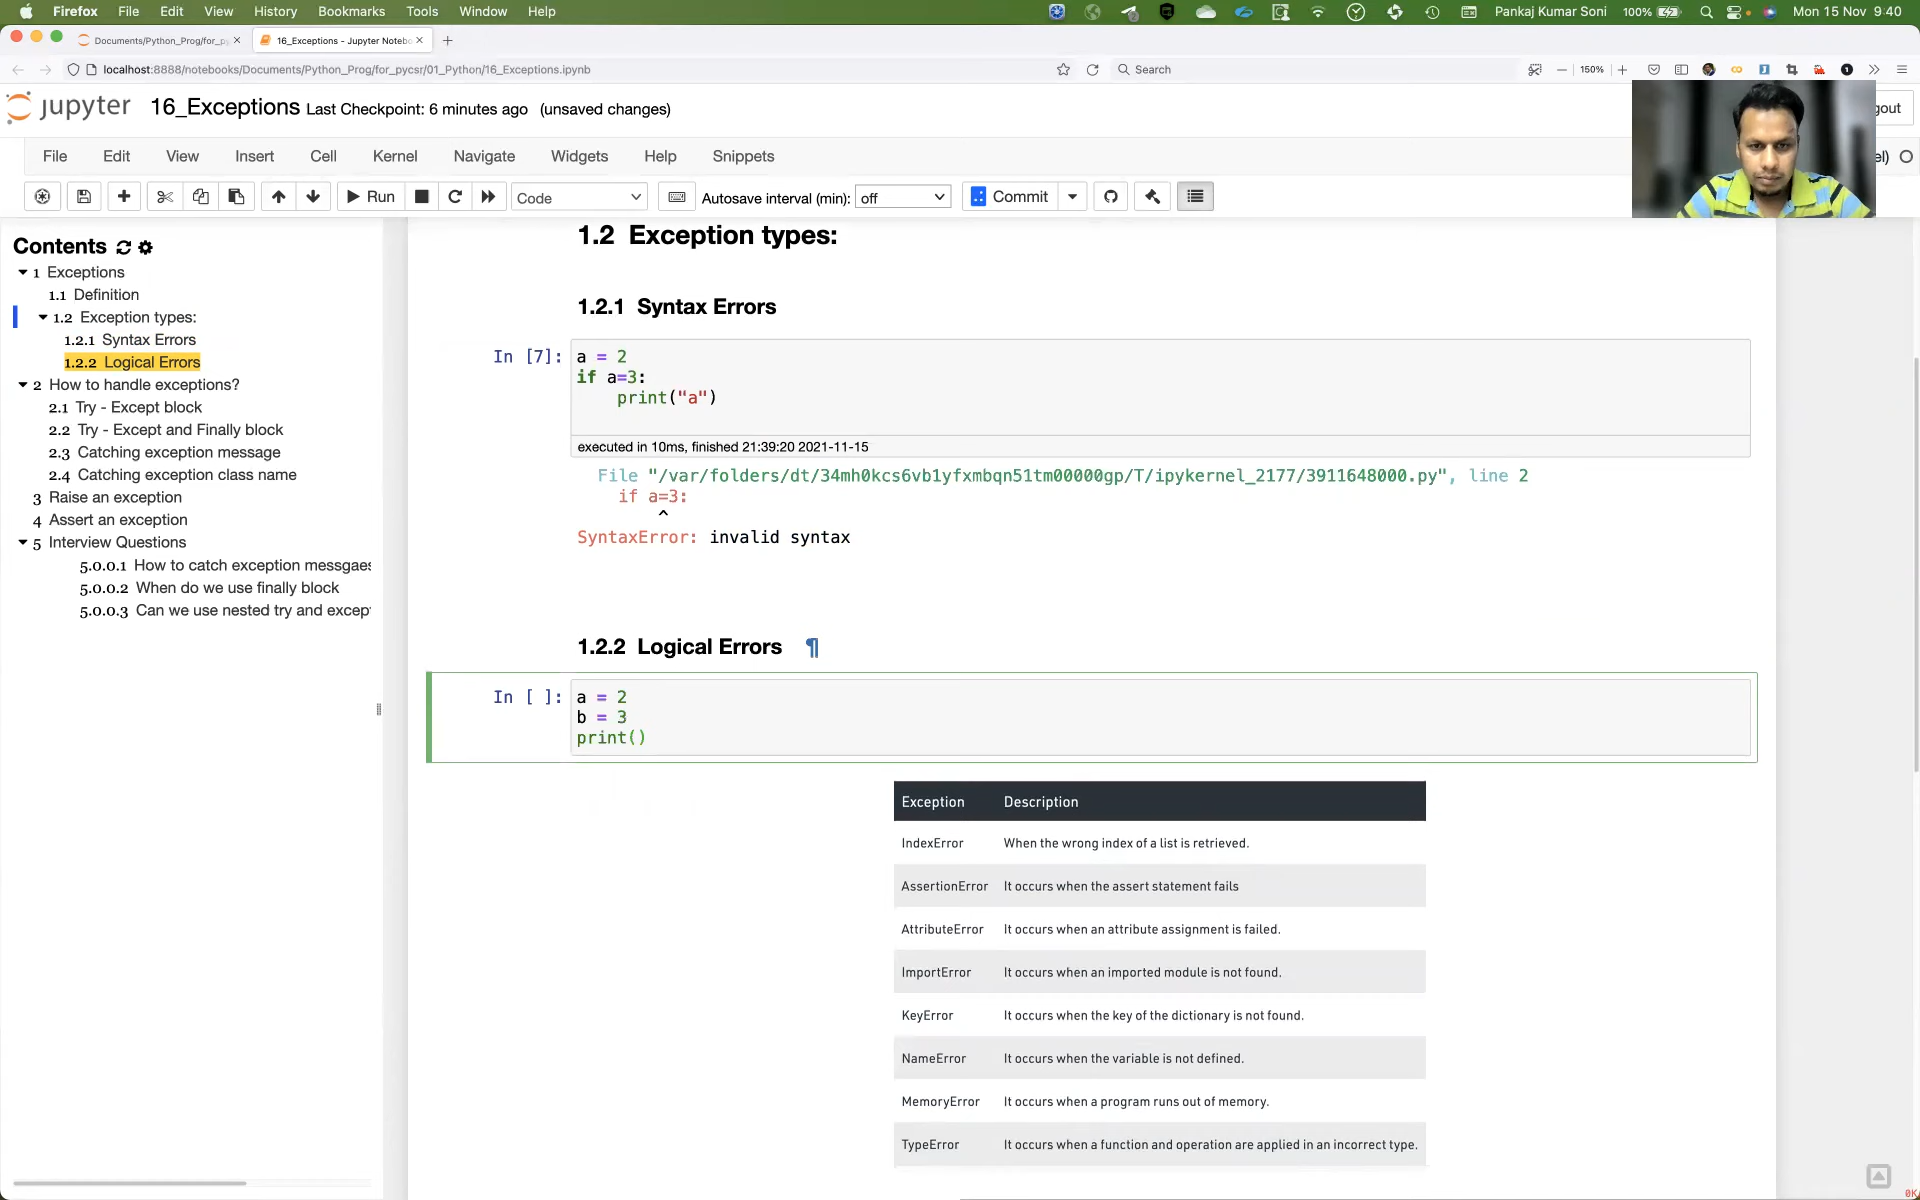 Firefox File Edit View History Bookmarks Tools Window Help
Pankaj Kumar Soni 100% Mon 15 Nov 9:40
Documents/Python_Prog/for_py
16_Exceptions - Jupyter Notebo
localhost:8888/notebooks/Documents/Python_Prog/for_pycsr/01_Python/16_Exceptions.ipynb
Search
150%
jupyter 16_Exceptions Last Checkpoint: 6 minutes ago (unsaved changes)
gout
File Edit View Insert Cell Kernel Navigate Widgets Help Snippets
el)
Run Code Autosave interval (min): off Commit
Contents
1 Exceptions
1.1 Definition
1.2 Exception types:
1.2.1 Syntax Errors
1.2.2 Logical Errors
2 How to handle exceptions?
2.1 Try - Except block
2.2 Try - Except and Finally block
2.3 Catching exception message
2.4 Catching exception class name
3 Raise an exception
4 Assert an exception
5 Interview Questions
5.0.0.1 How to catch exception messgaes
5.0.0.2 When do we use finally block
5.0.0.3 Can we use nested try and excep
1.2 Exception types:
1.2.1 Syntax Errors
In [7]: a = 2
if a=3:
print("a")
executed in 10ms, finished 21:39:20 2021-11-15
File "/var/folders/dt/34mh0kcs6vb1yfxmbqn51tm00000gp/T/ipykernel_2177/3911648000.py", line 2
if a=3:
^
SyntaxError: invalid syntax
1.2.2 Logical Errors ¶
In [ ]: a = 2
b = 3
print()
Exception Description
IndexError When the wrong index of a list is retrieved.
AssertionError It occurs when the assert statement fails
AttributeError It occurs when an attribute assignment is failed.
ImportError It occurs when an imported module is not found.
KeyError It occurs when the key of the dictionary is not found.
NameError It occurs when the variable is not defined.
MemoryError It occurs when a program runs out of memory.
TypeError It occurs when a function and operation are applied in an incorrect type.
0K